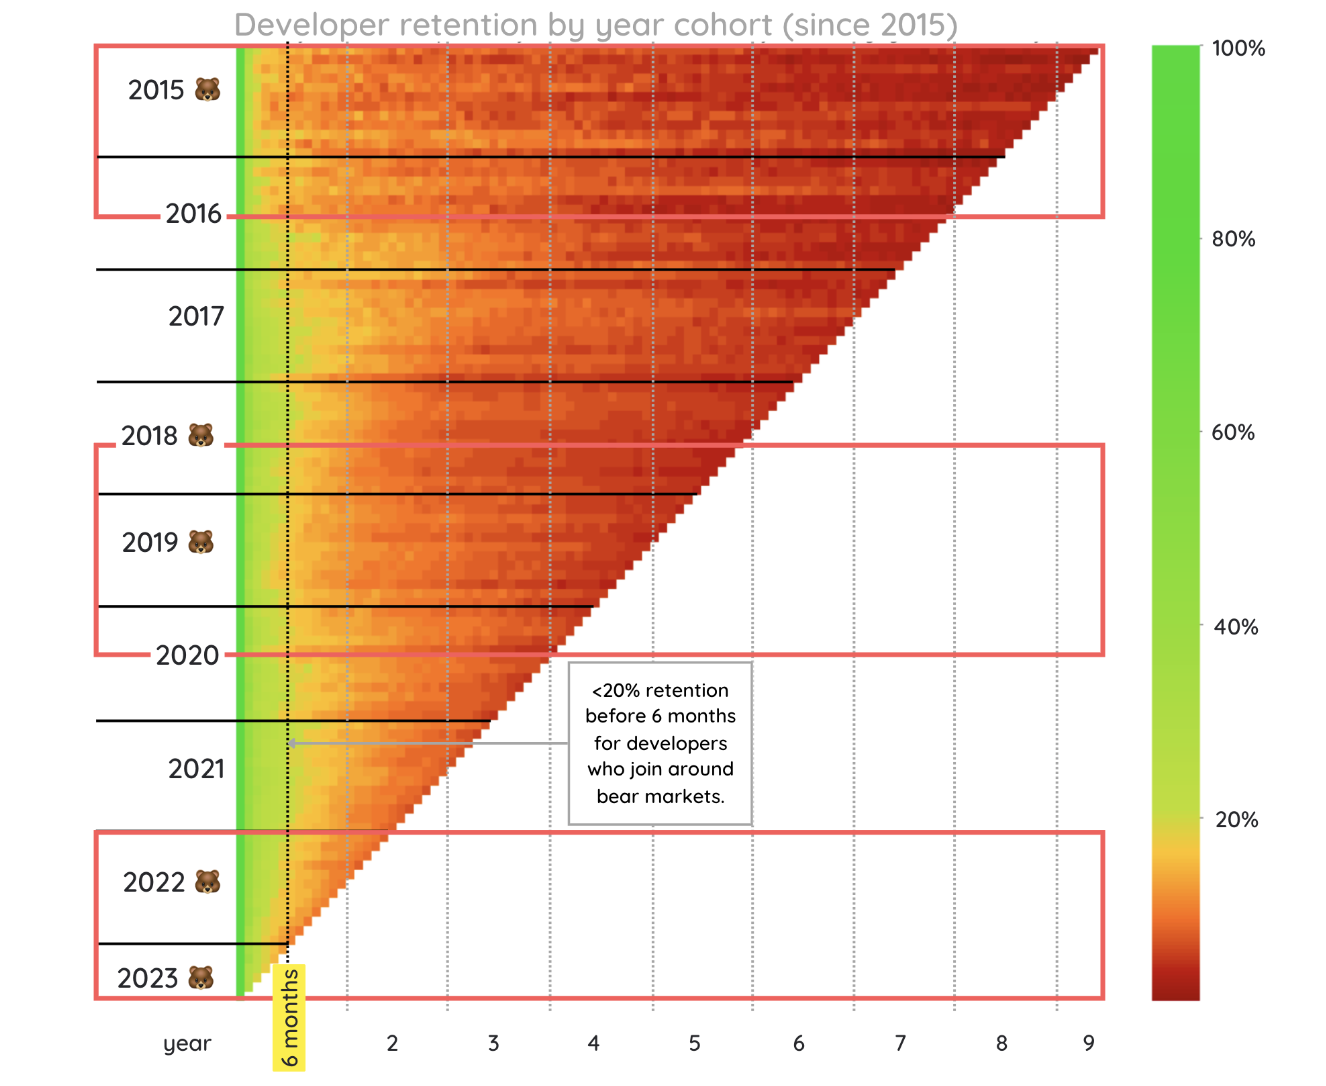 Developer retention by year cohort (since 2015)
2015
2016
2017
2018
2019
2020
2021
2022
2023
100%
80%
60%
40%
20%
<20% retention
before 6 months
for developers
who join around
bear markets.
year
6 months
2
3
4
5
6
7
8
9